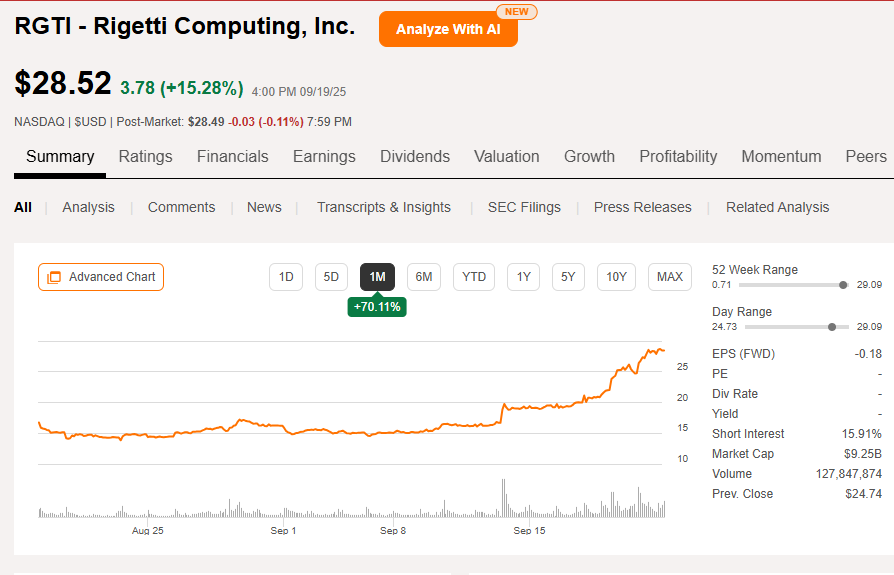 RGTI - Rigetti Computing, Inc.
NEW
Analyze With AI
$28.52 3.78 (+15.28%) 4:00 PM 09/19/25
NASDAQ | $USD | Post-Market: $28.49 -0.03 (-0.11%) 7:59 PM
Summary Ratings Financials Earnings Dividends Valuation Growth Profitability Momentum Peers
All | Analysis | Comments | News | Transcripts & Insights | SEC Filings | Press Releases | Related Analysis
Advanced Chart
1D 5D 1M 6M YTD 1Y 5Y 10Y MAX
+70.11%
25
20
15
10
Aug 25 Sep 1 Sep 8 Sep 15
52 Week Range
0.71 29.09
Day Range
24.73 29.09
EPS (FWD) -0.18
PE -
Div Rate -
Yield -
Short Interest 15.91%
Market Cap $9.25B
Volume 127,847,874
Prev. Close $24.74